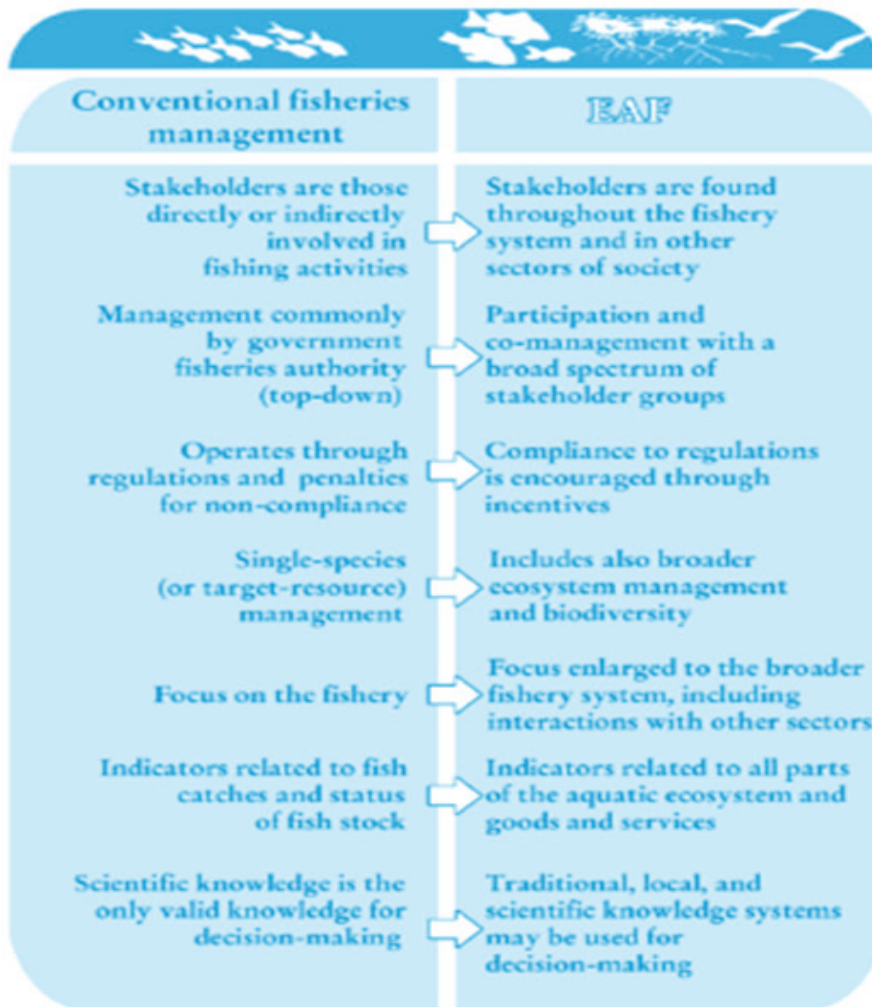 Conventional fisheries
management
EAF
Stakeholders are those
directly or indirectly
involved in
fishing activities
Stakeholders are found
throughout the fishery
system and in other
sectors of society
Management commonly
by government
fisheries authority
(top-down)
Participation and
co-management with a
broad spectrum of
stakeholder groups
Operates through
regulations and penalties
for non-compliance
Compliance to regulations
is encouraged through
incentives
Single-species
(or target-resource)
management
Includes also broader
ecosystem management
and biodiversity
Focus on the fishery
Focus enlarged to the broader
fishery system, including
interactions with other sectors
Indicators related to fish
catches and status
of fish stock
Indicators related to all parts
of the aquatic ecosystem and
goods and services
Scientific knowledge is the
only valid knowledge for
decision-making
Traditional, local, and
scientific knowledge systems
may be used for
decision-making